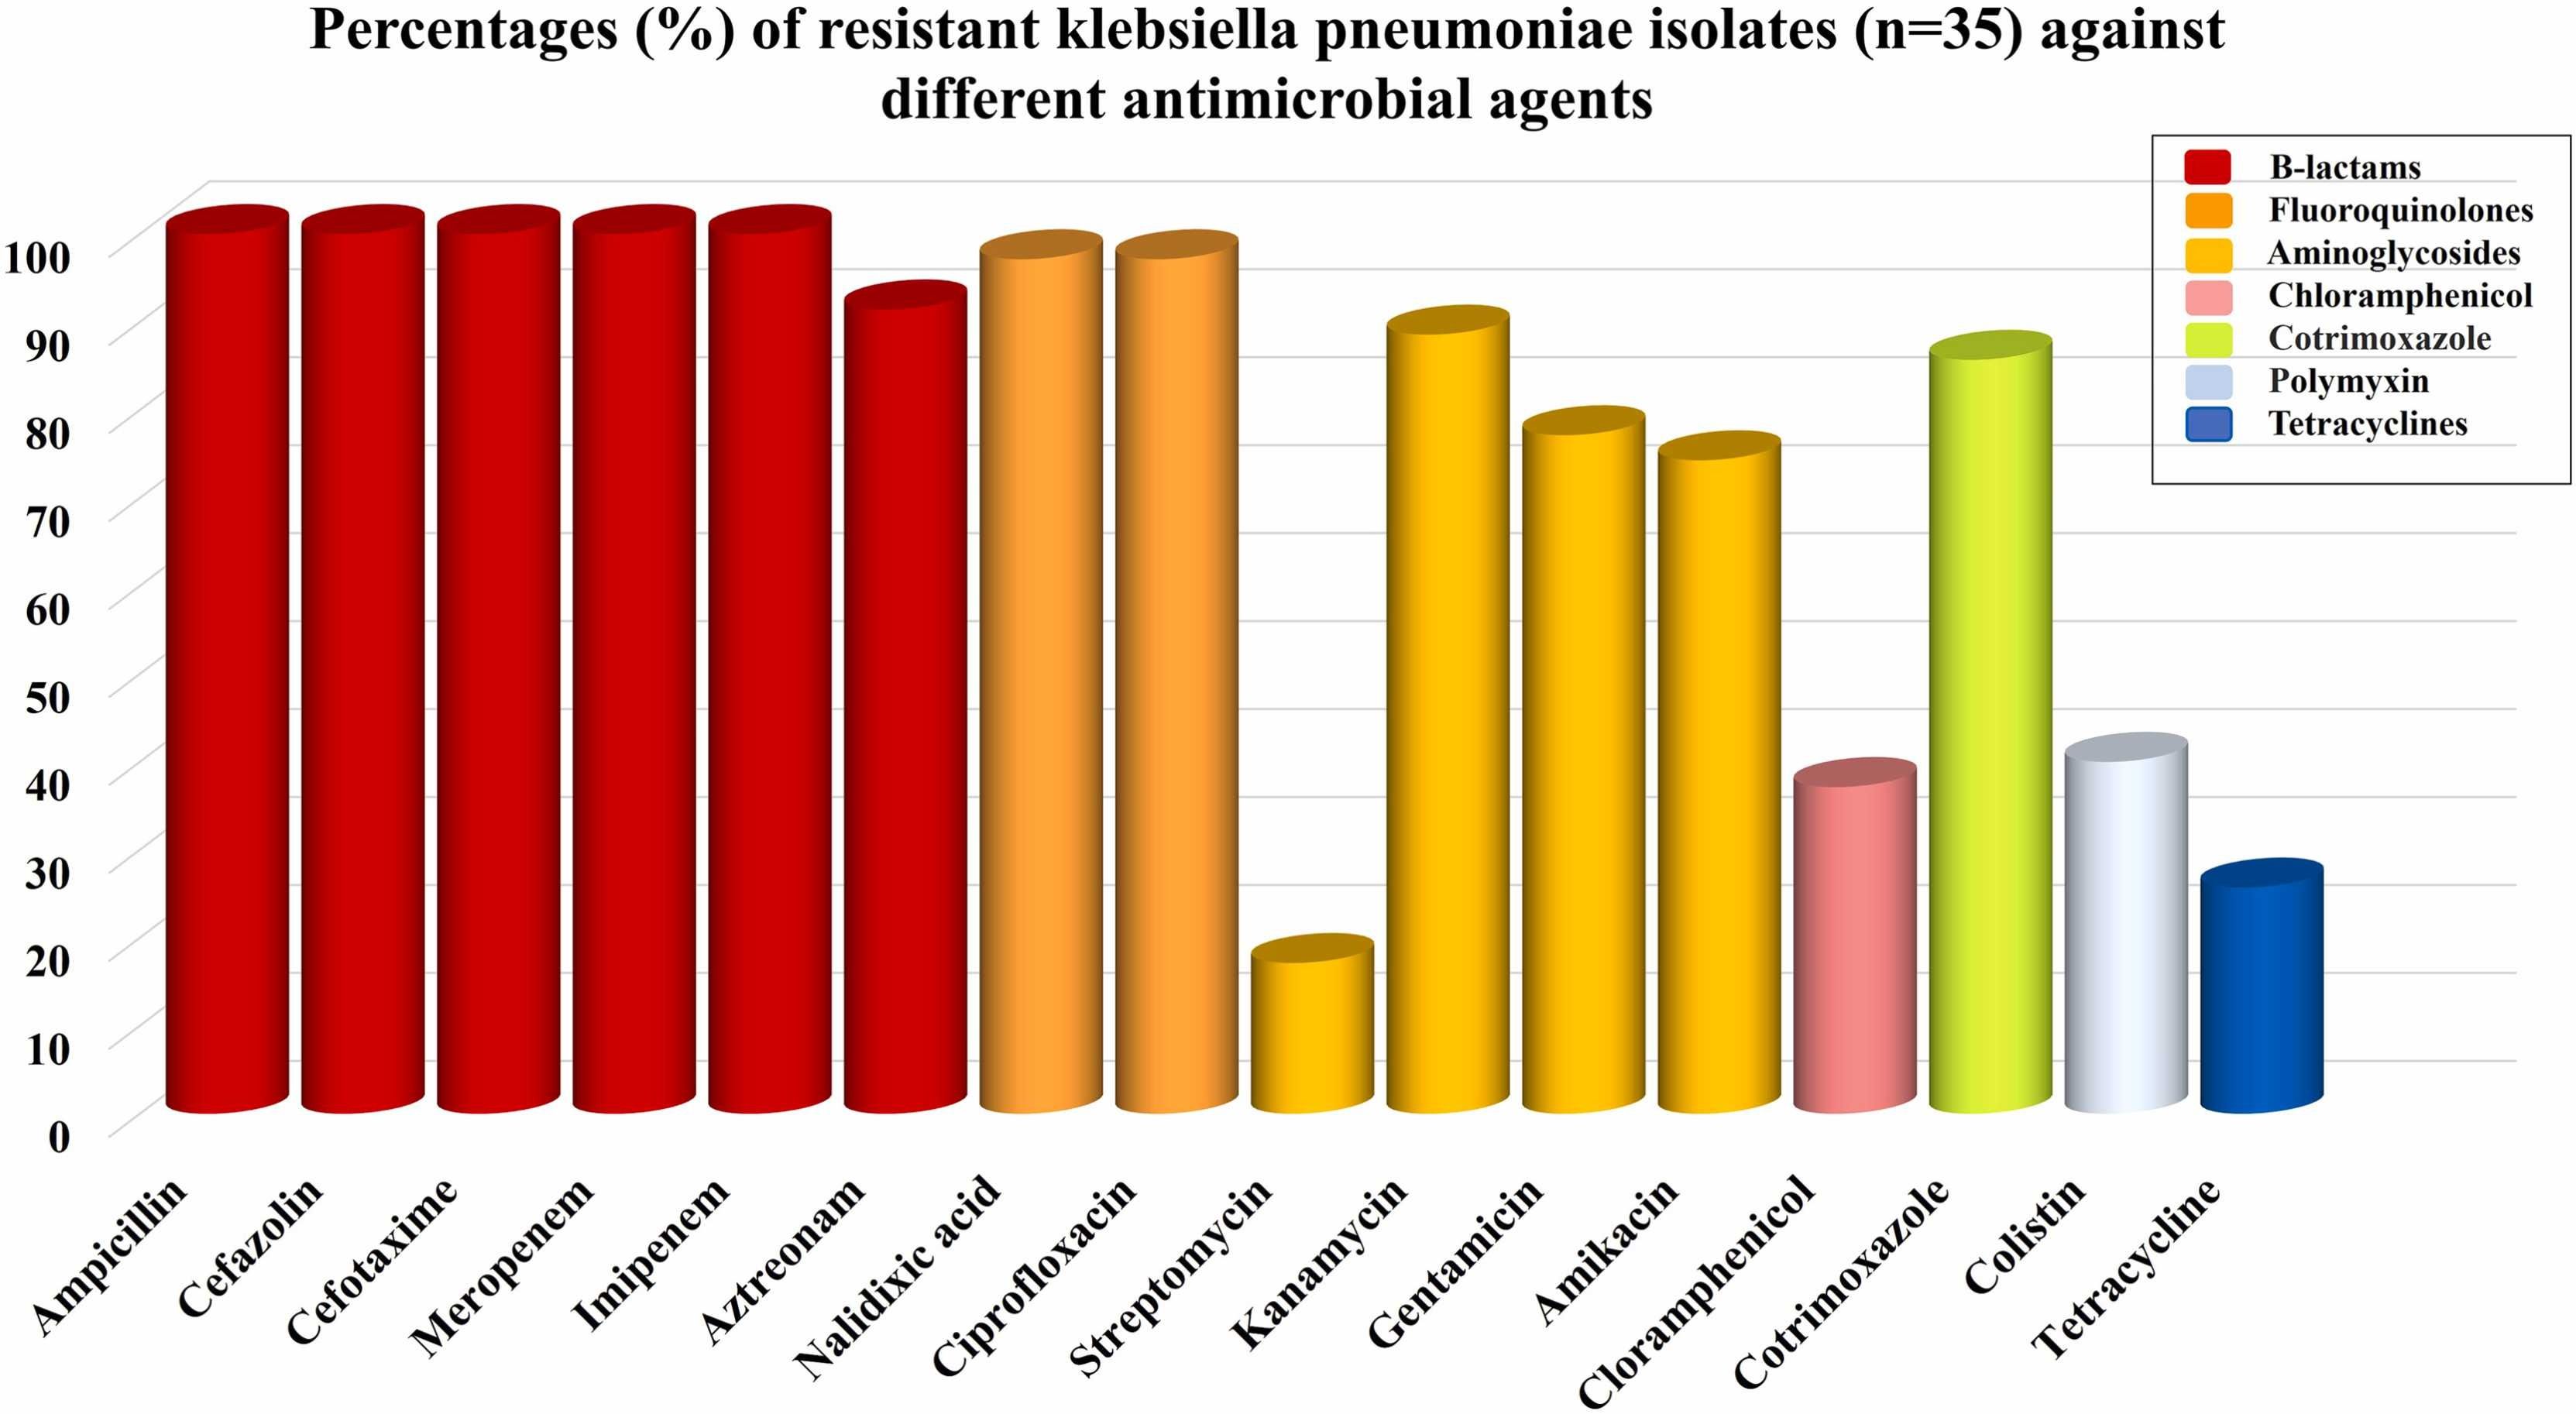 Percentages (%) of resistant klebsiella pneumoniae isolates (n=35) against
different antimicrobial agents
B-lactams
Fluoroquinolones
Aminoglycosides
Chloramphenicol
Cotrimoxazole
Polymyxin
Tetracyclines
100
90
80
70
60
50
40
30
20
10
0
Ampicillin
Cefazolin
Cefotaxime
Meropenem
Imipenem
Aztreonam
Nalidixic acid
Ciprofloxacin
Streptomycin
Kanamycin
Gentamicin
Amikacin
Cloramphenicol
Cotrimoxazole
Colistin
Tetracycline